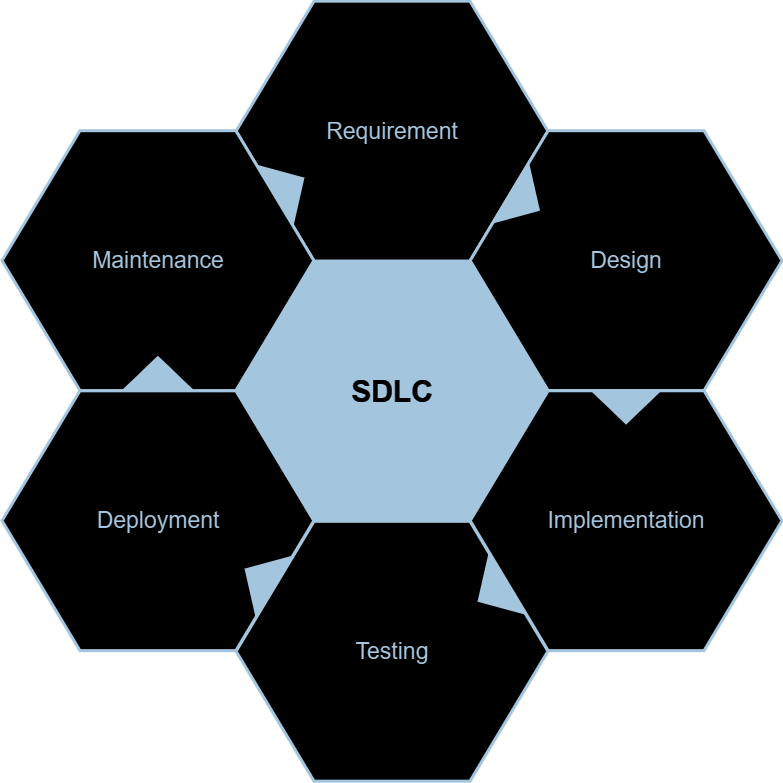 Requirement
Design
Implementation
Testing
Deployment
Maintenance
SDLC